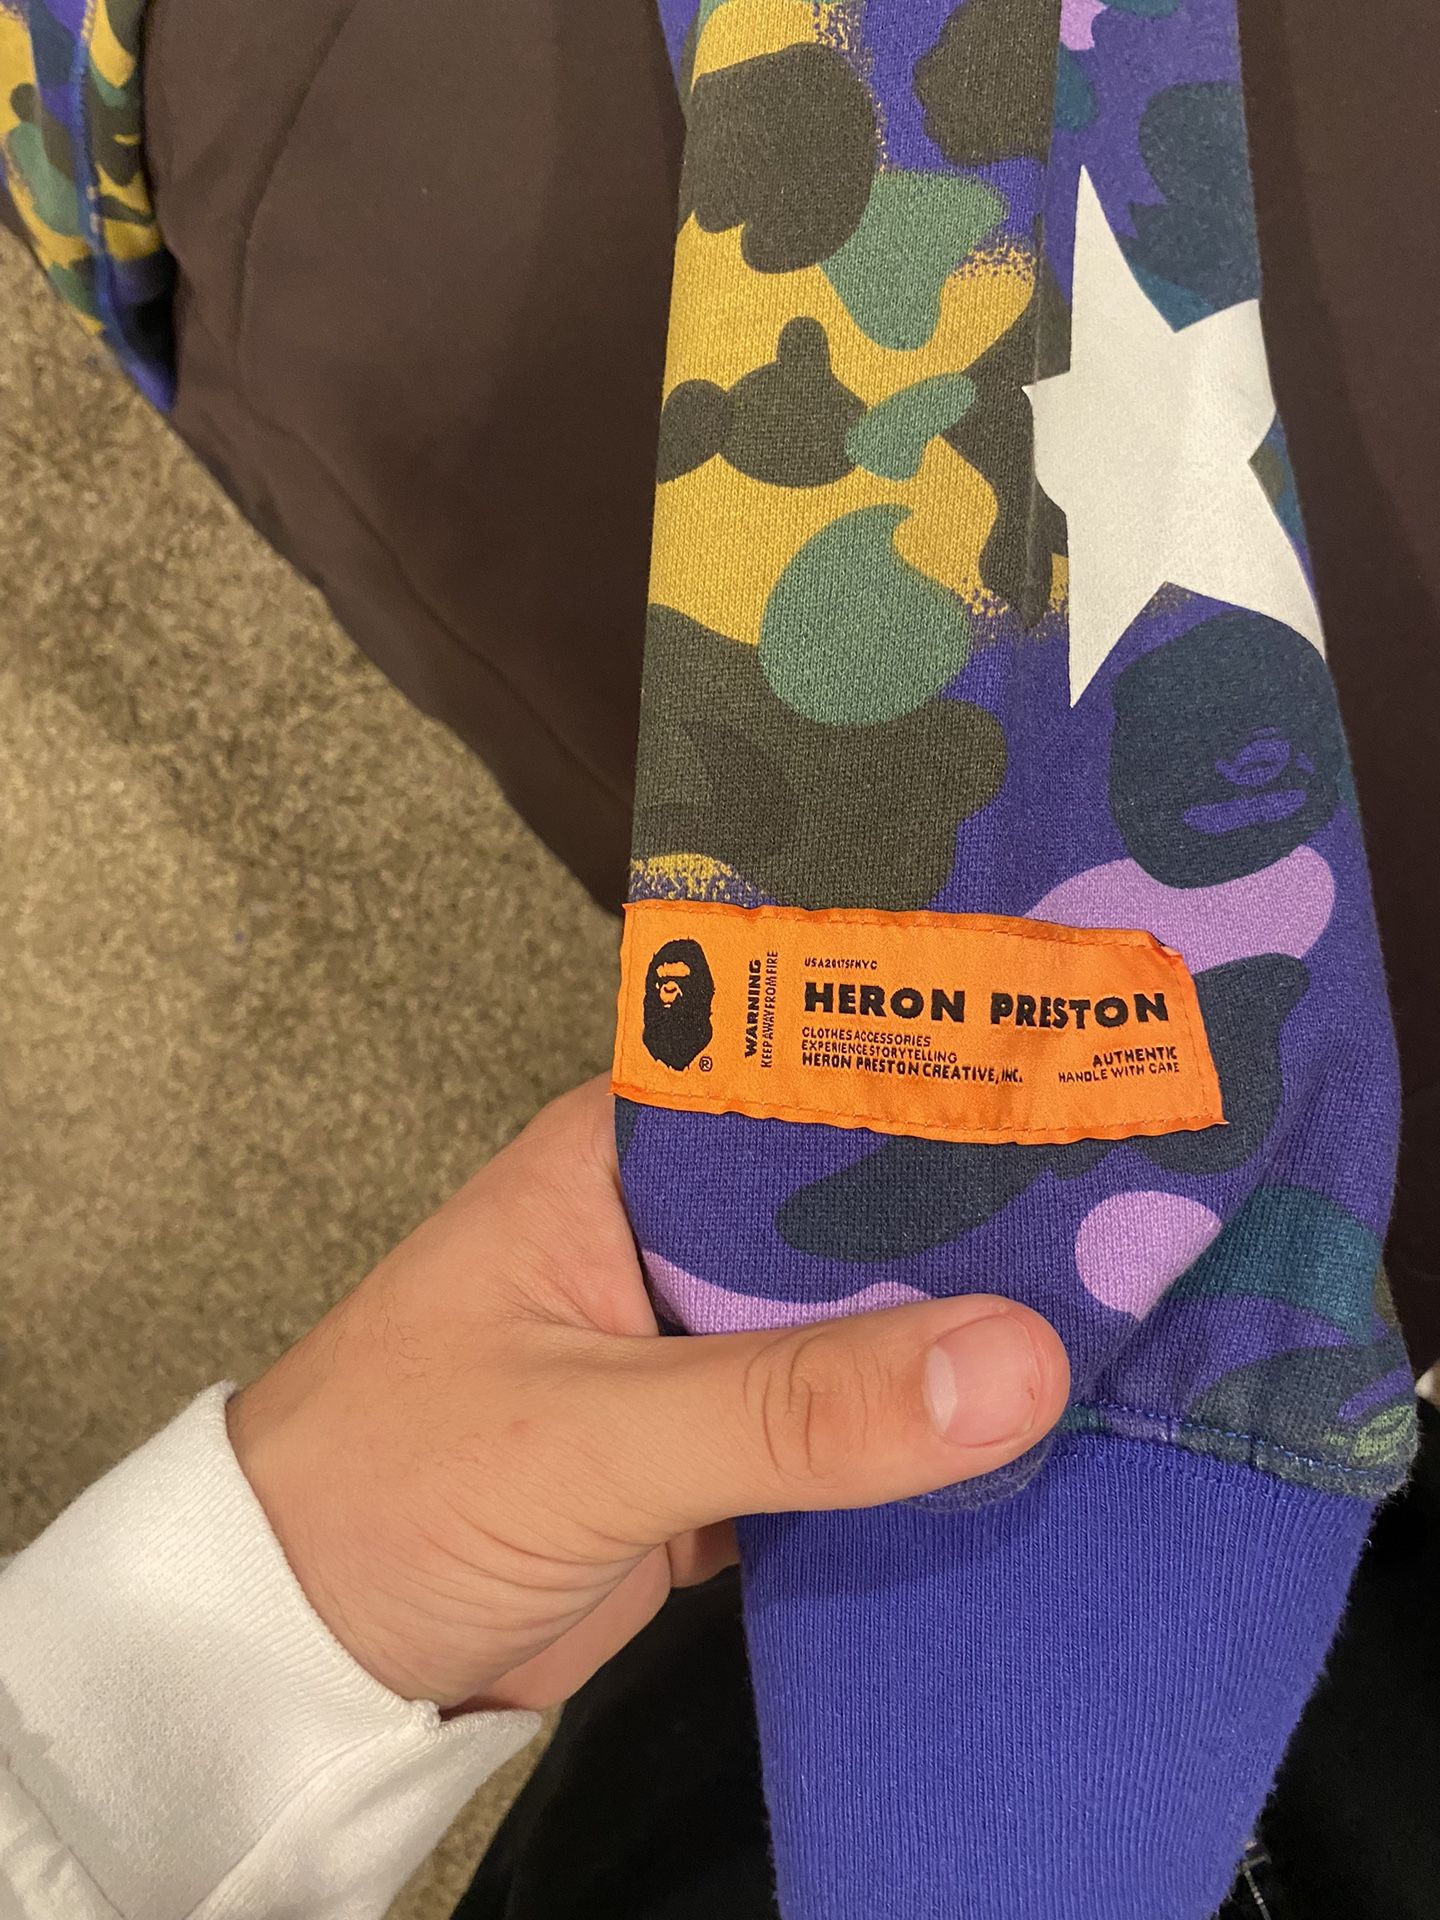 WARNING
KEEP AWAY FROM FIRE
USA2017SFNYC
HERON PRESTON
CLOTHES ACCESSORIES
EXPERIENCE STORYTELLING
HERON PRESTON CREATIVE, INC.
AUTHENTIC
HANDLE WITH CARE
®